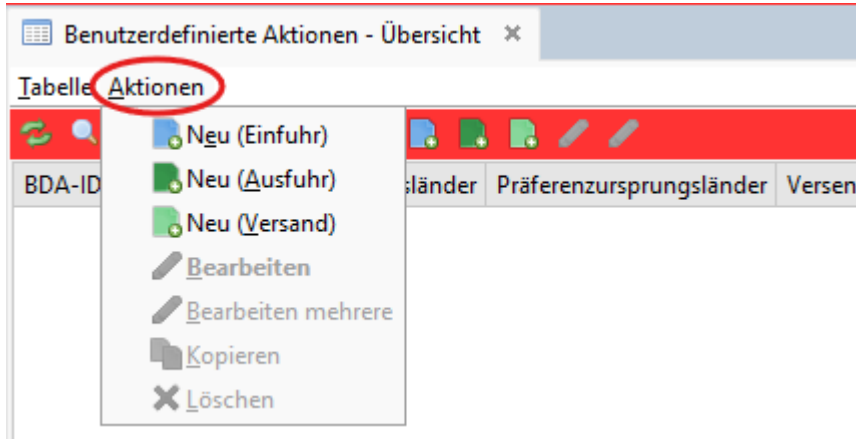 Benutzerdefinierte Aktionen - Übersicht
Tabelle Aktionen
Neu (Einfuhr)
BDA-ID sländer Präferenzursprungsländer Versen
Neu (Ausfuhr)
Neu (Versand)
Bearbeiten
Bearbeiten mehrere
Kopieren
Löschen